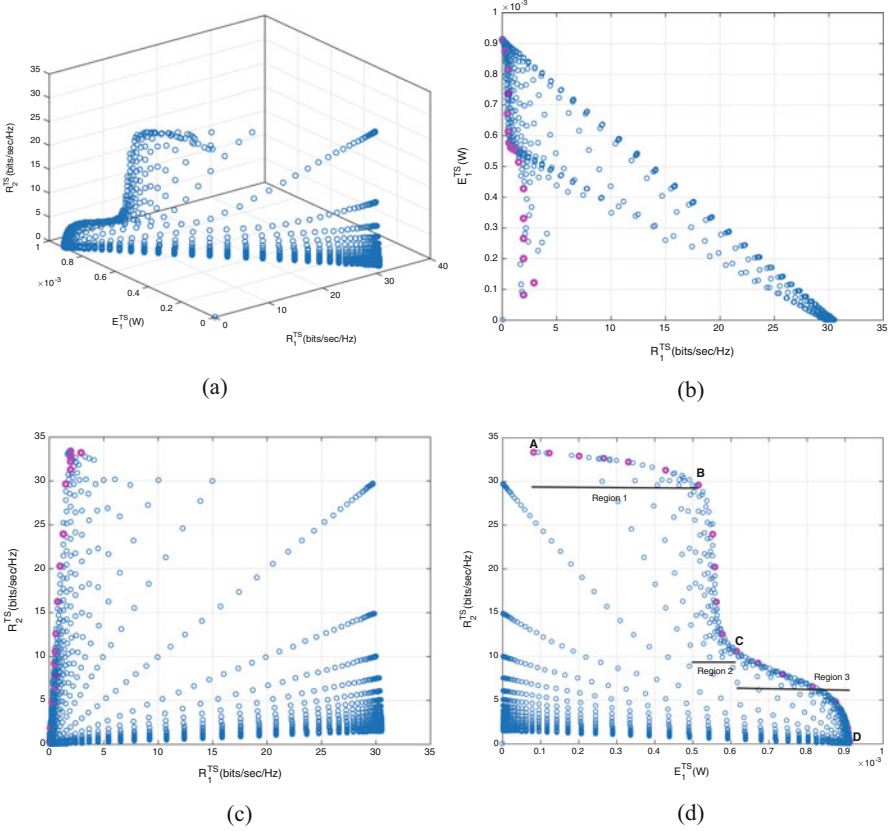 35
30
25
20
15
10
5
0
R₂ᵀˢ(bits/sec/Hz)
1
0.8
0.6
0.4
0.2
0
×10⁻³
E₁ᵀˢ(W)
0
10
20
30
40
R₁ᵀˢ(bits/sec/Hz)
(a)
1 ×10⁻³
0.9
0.8
0.7
0.6
0.5
0.4
0.3
0.2
0.1
0
E₁ᵀˢ(W)
0 5 10 15 20 25 30 35
R₁ᵀˢ(bits/sec/Hz)
(b)
35
30
25
20
15
10
5
0
R₂ᵀˢ(bits/sec/Hz)
0 5 10 15 20 25 30 35
R₁ᵀˢ(bits/sec/Hz)
(c)
35
30
25
20
15
10
5
0
R₂ᵀˢ(bits/sec/Hz)
A
B
Region 1
C
Region 2
Region 3
D
0 0.1 0.2 0.3 0.4 0.5 0.6 0.7 0.8 0.9 1
×10⁻³
E₁ᵀˢ(W)
(d)